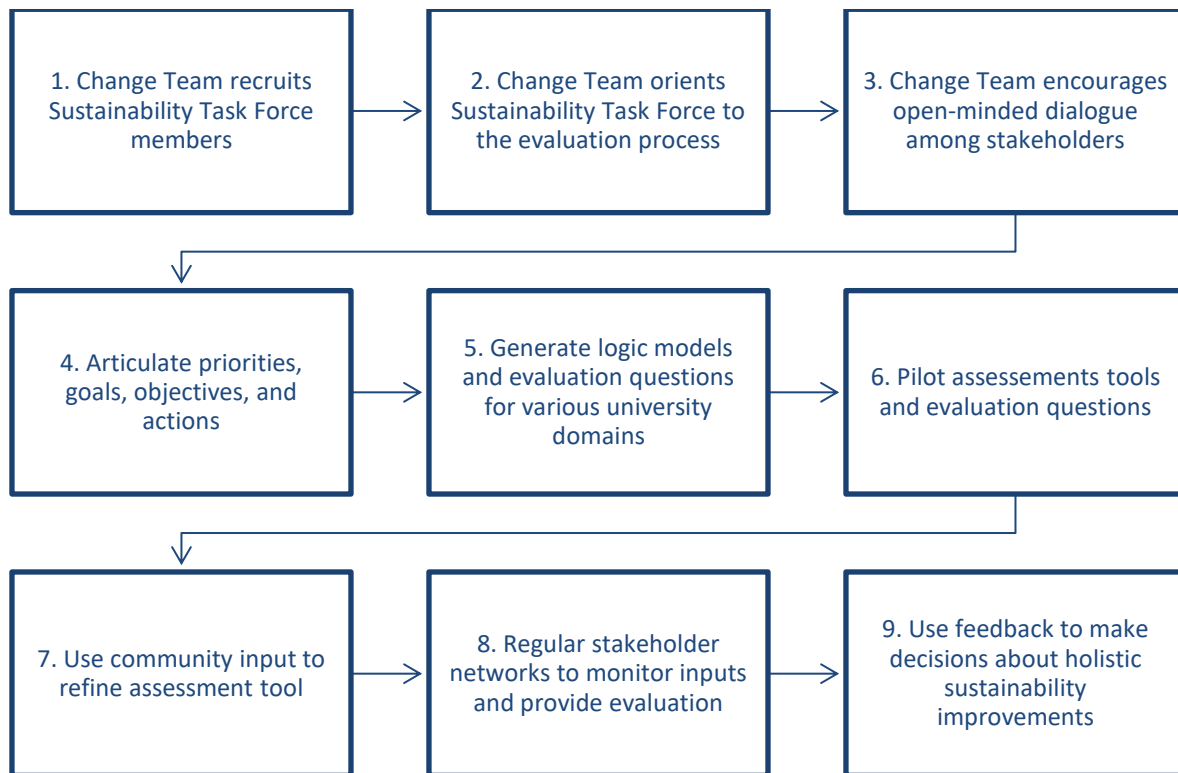 1. Change Team recruits
Sustainability Task Force
members
2. Change Team orients
Sustainability Task Force to
the evaluation process
3. Change Team encourages
open-minded dialogue
among stakeholders
4. Articulate priorities,
goals, objectives, and
actions
5. Generate logic models
and evaluation questions
for various university
domains
6. Pilot assessements tools
and evaluation questions
7. Use community input to
refine assessment tool
8. Regular stakeholder
networks to monitor inputs
and provide evaluation
9. Use feedback to make
decisions about holistic
sustainability
improvements